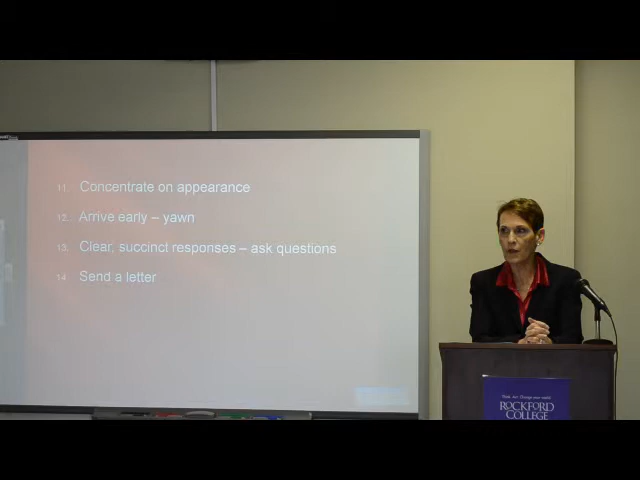 11. Concentrate on appearance
12. Arrive early – yawn
13. Clear, succinct responses – ask questions
14. Send a letter
ROCKFORD
COLLEGE